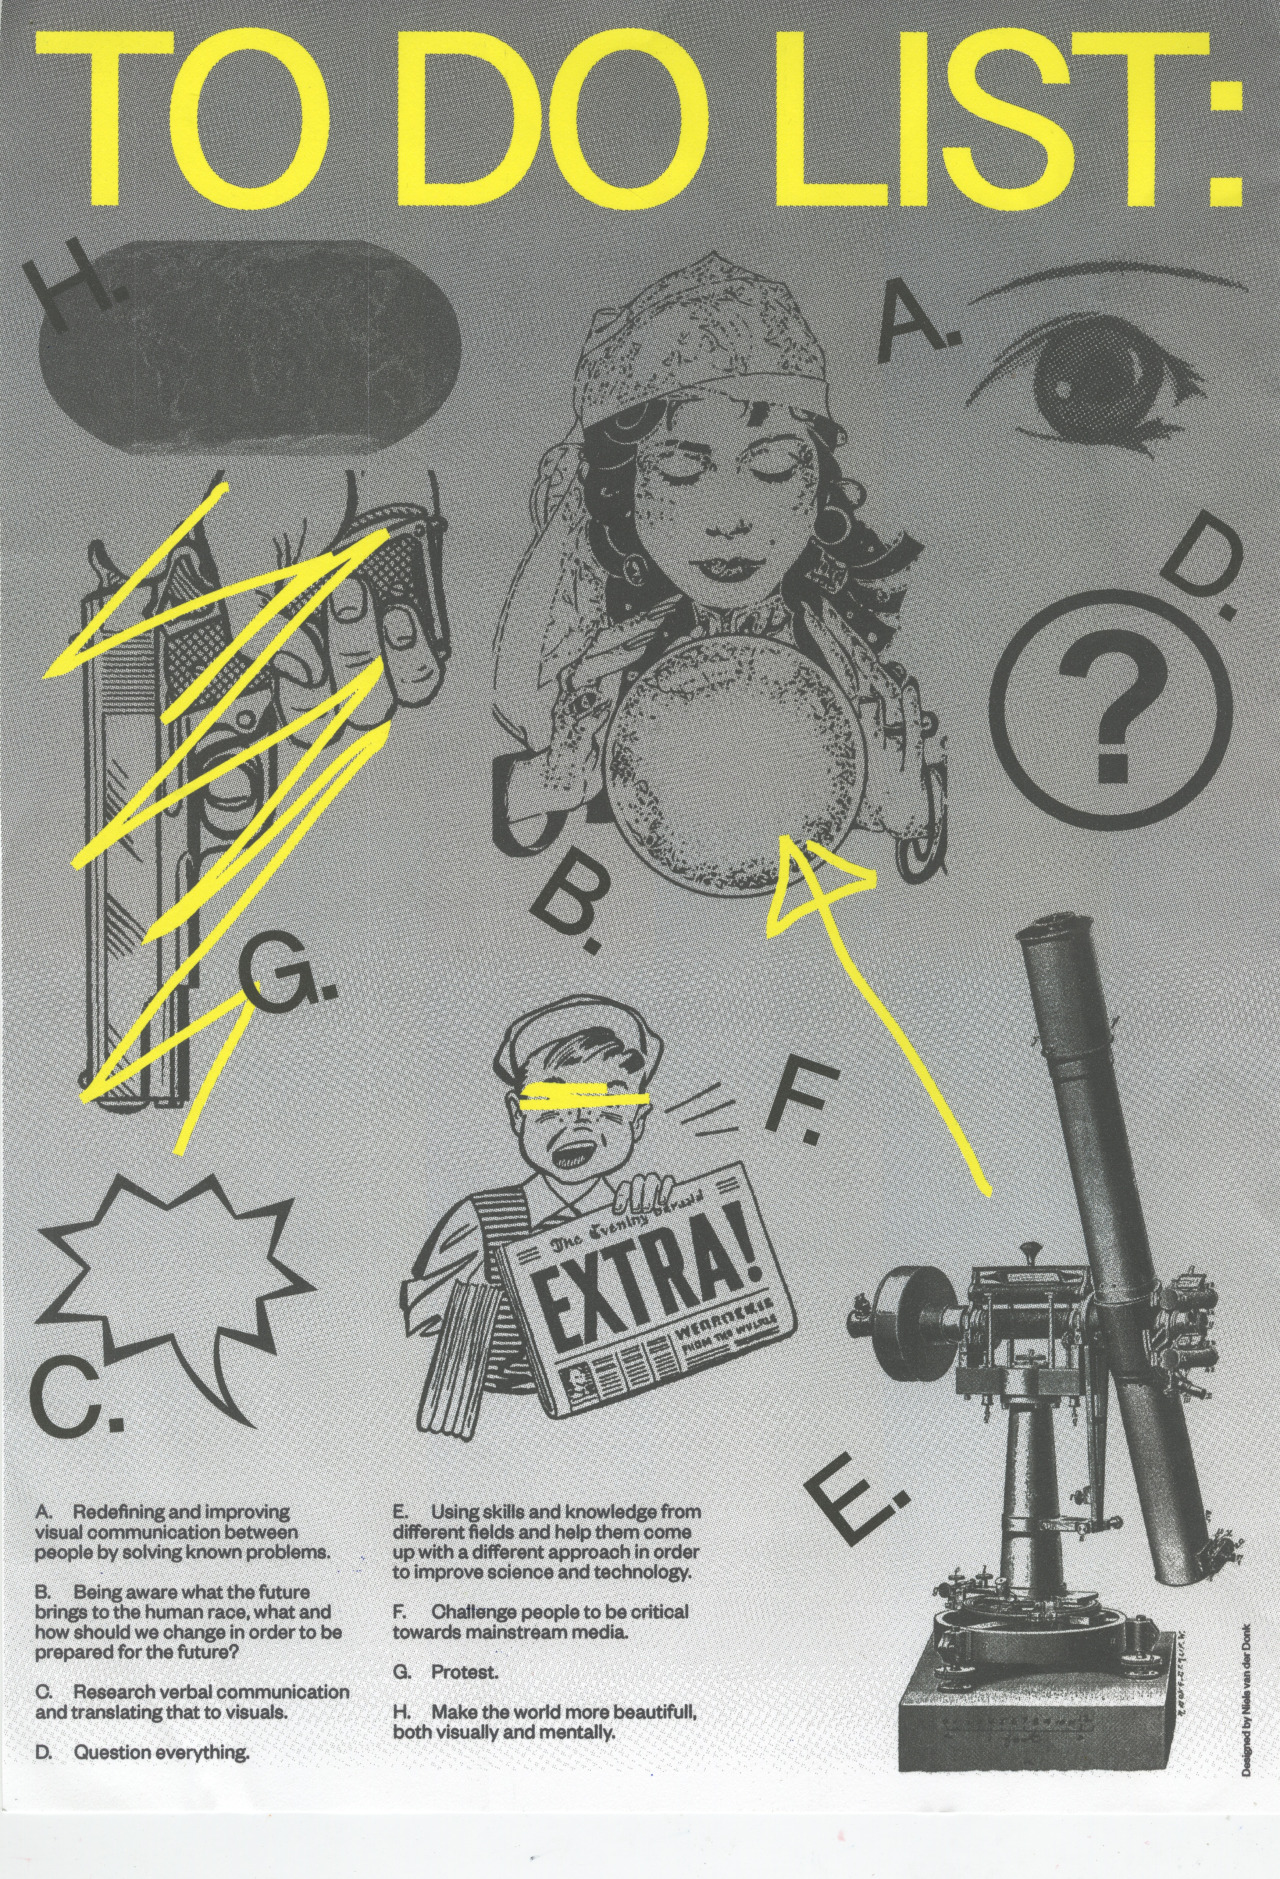 TO DO LIST:
H.
A.
D.
B.
G.
F.
The Evening
EXTRA!
FROM THE
C.
E.
A. Redefining and improving
visual communication between
people by solving known problems.
B. Being aware what the future
brings to the human race, what and
how should we change in order to be
prepared for the future?
C. Research verbal communication
and translating that to visuals.
D. Question everything.
E. Using skills and knowledge from
different fields and help them come
up with a different approach in order
to improve science and technology.
F. Challenge people to be critical
towards mainstream media.
G. Protest.
H. Make the world more beautifull,
both visually and mentally.
Designed by Niels van der Donk